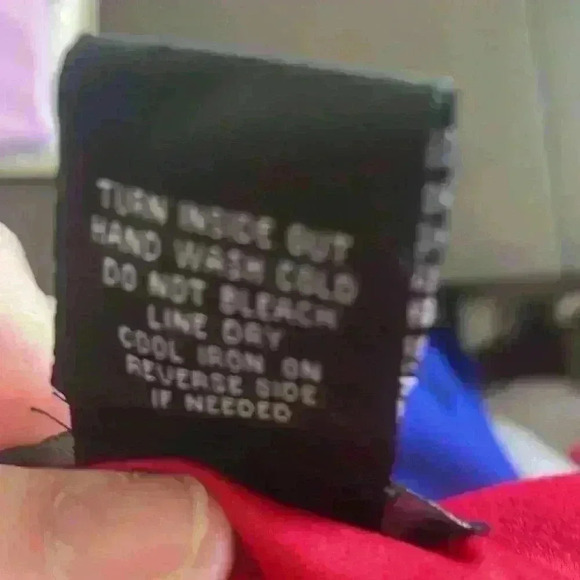 TURN INSIDE OUT
HAND WASH COLD
DO NOT BLEACH
LINE DRY
COOL IRON ON
REVERSE SIDE
IF NEEDED